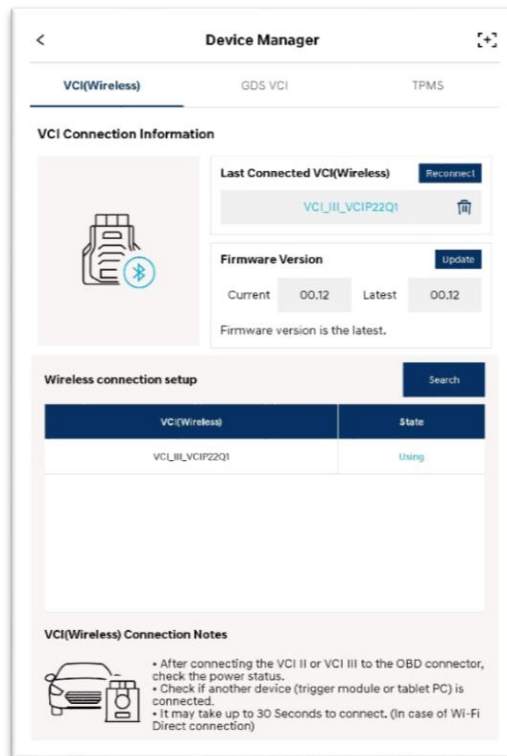 Device Manager
VCI(Wireless)
GDS VCI
TPMS
VCI Connection Information
Last Connected VCI(Wireless)
Reconnect
VCI_III_VCIP22Q1
Firmware Version
Update
Current
00.12
Latest
00.12
Firmware version is the latest.
Wireless connection setup
Search
VCI(Wireless)
State
VCI_III_VCIP22Q1
Using
VCI(Wireless) Connection Notes
• After connecting the VCI II or VCI III to the OBD connector,
check the power status.
• Check if another device (trigger module or tablet PC) is
connected.
• It may take up to 30 Seconds to connect. (In case of Wi-Fi
Direct connection)